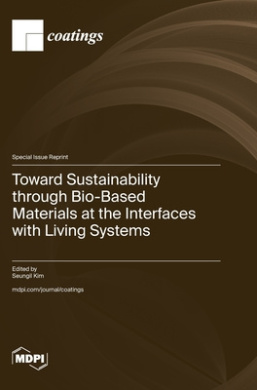 coatings
Special Issue Reprint
Toward Sustainability
through Bio-Based
Materials at the Interfaces
with Living Systems
Edited by
Seungil Kim
mdpi.com/journal/coatings
MDPI